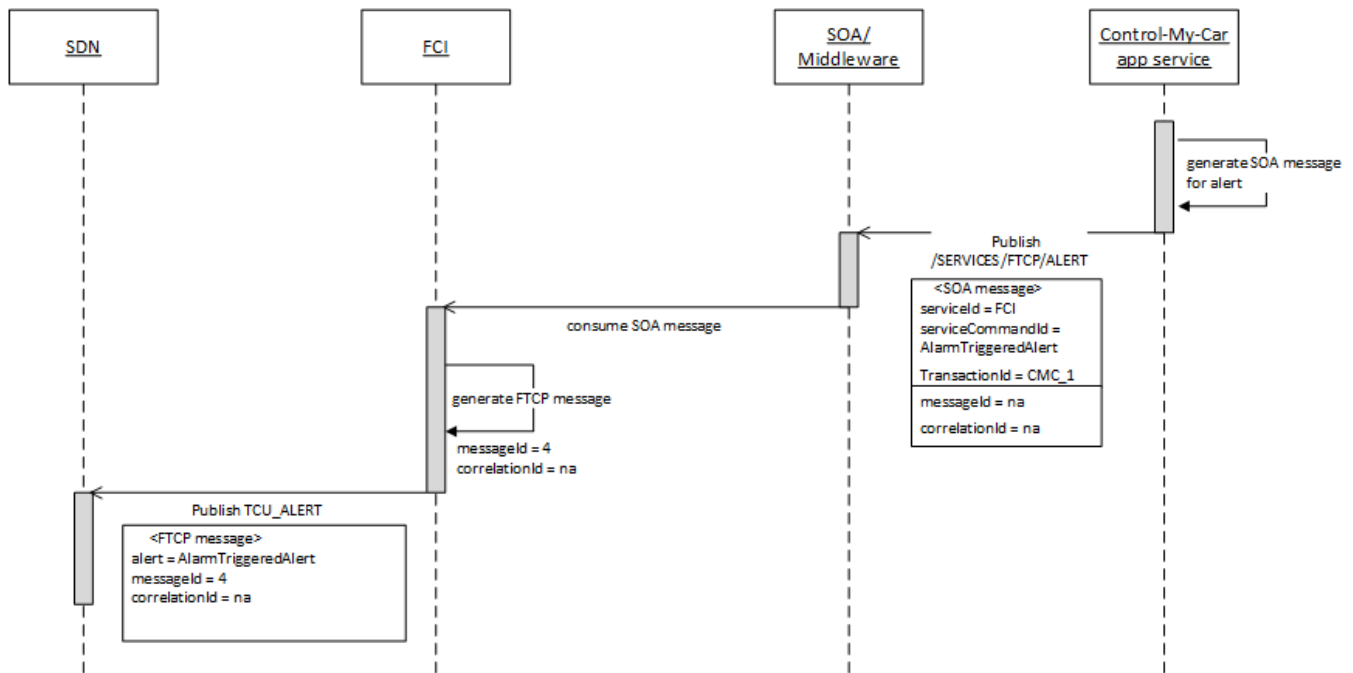 SDN
FCI
SOA/
Middleware
Control-My-Car
app service
generate SOA message
for alert
Publish
/SERVICES/FTCP/ALERT
<SOA message>
serviceId = FCI
serviceCommandId =
AlarmTriggeredAlert
TransactionId = CMC_1
messageId = na
correlationId = na
consume SOA message
generate FTCP message
messageId = 4
correlationId = na
Publish TCU_ALERT
<FTCP message>
alert = AlarmTriggeredAlert
messageId = 4
correlationId = na